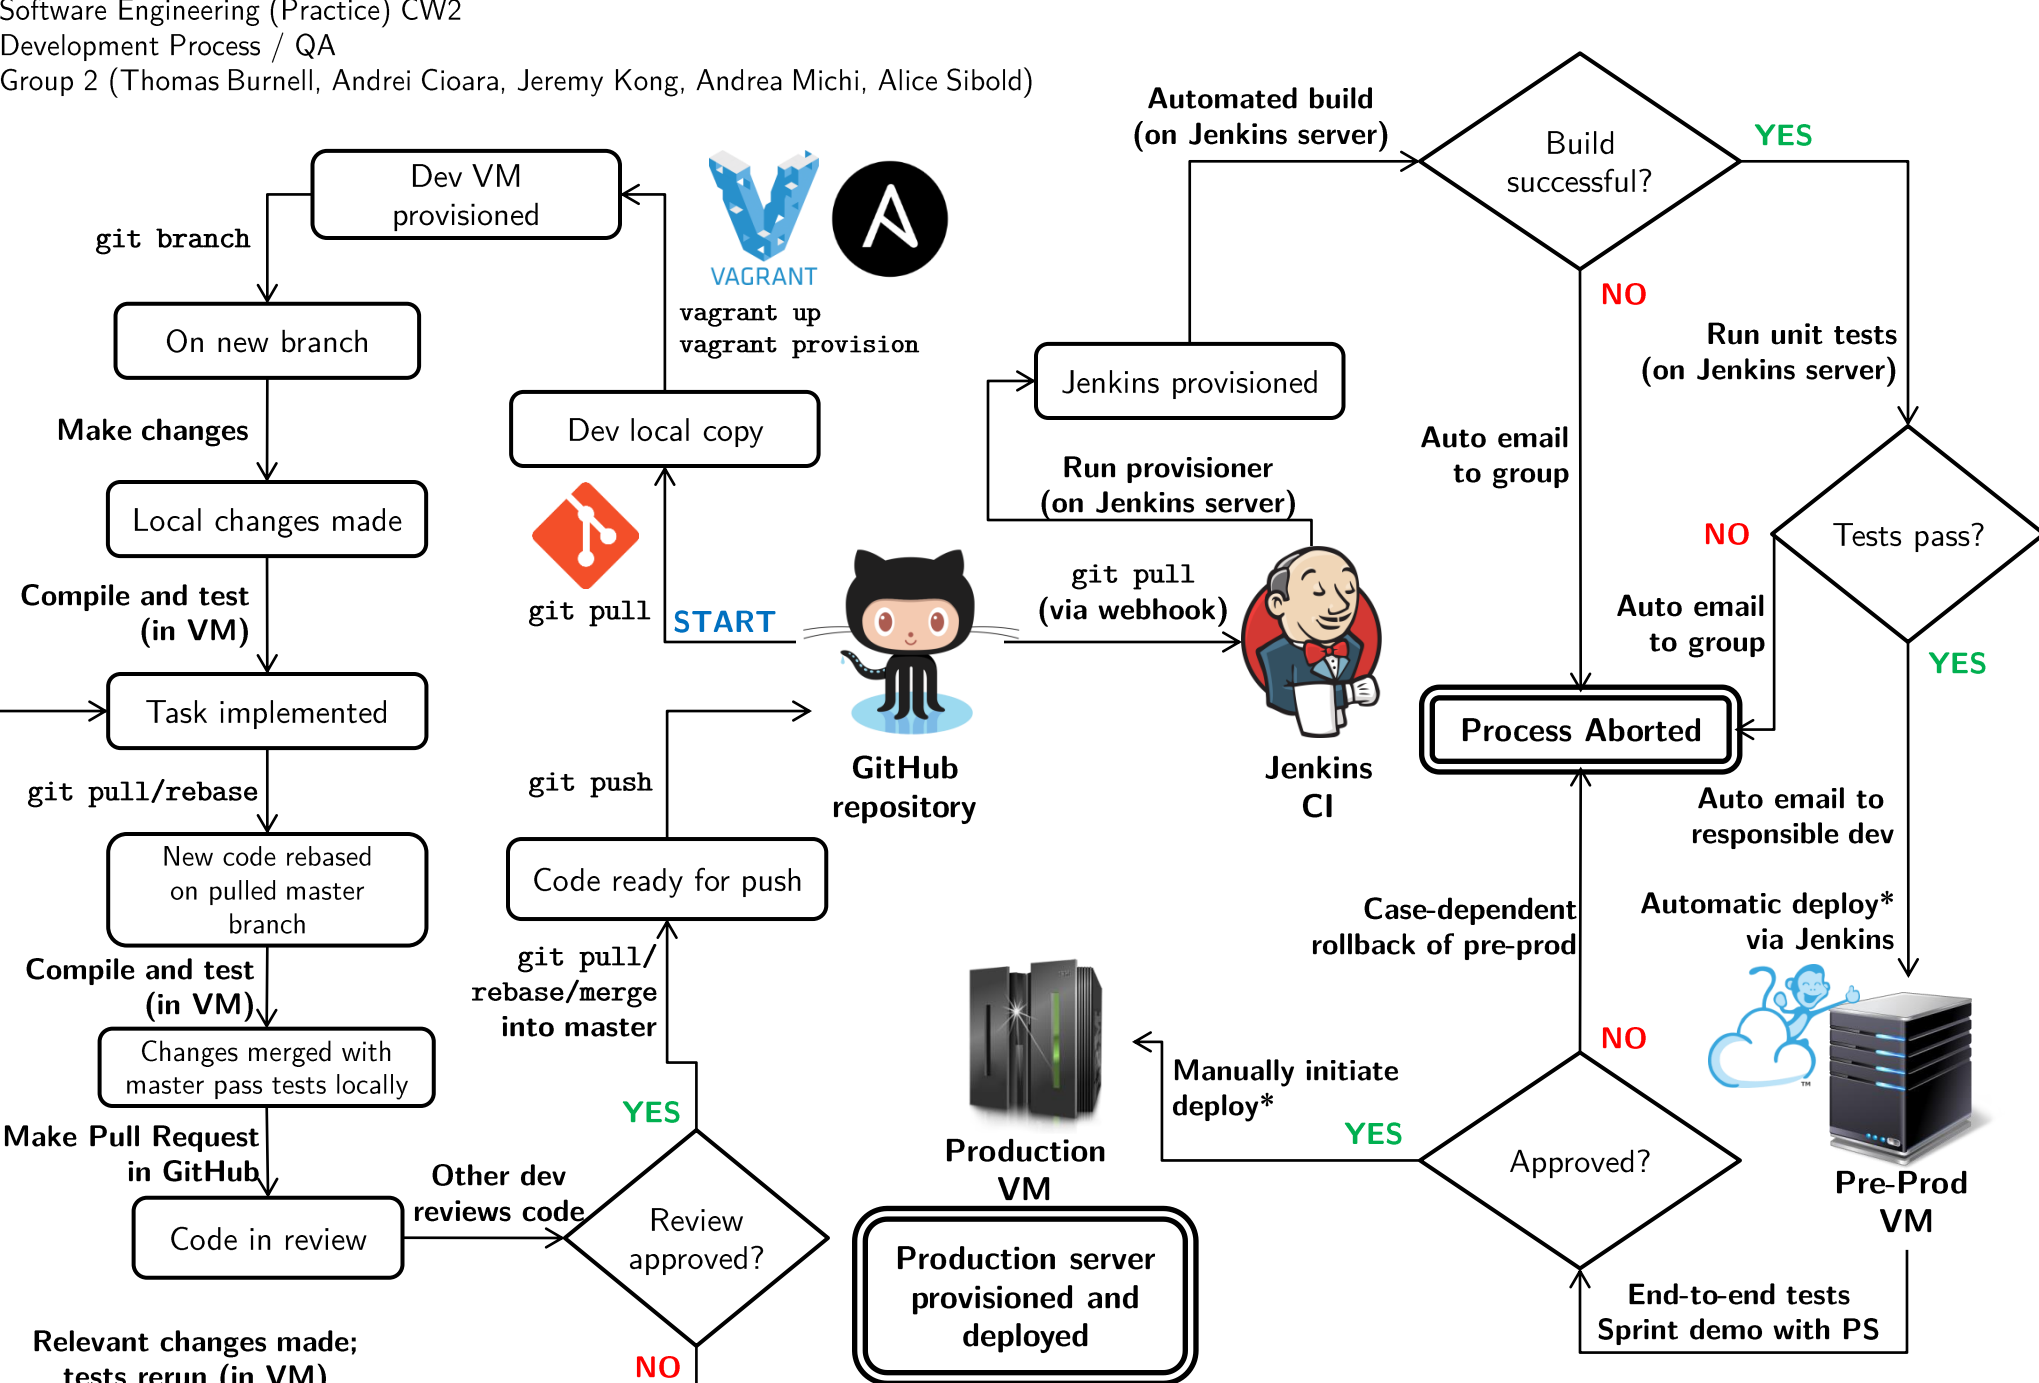 Software Engineering (Practice) CW2
Development Process / QA
Group 2 (Thomas Burnell, Andrei Cioara, Jeremy Kong, Andrea Michi, Alice Sibold)
Dev VM
provisioned
git branch
VAGRANT
vagrant up
vagrant provision
On new branch
Make changes
Dev local copy
Local changes made
git pull
START
Compile and test
(in VM)
Task implemented
git pull/rebase
git push
GitHub
repository
New code rebased
on pulled master
branch
Code ready for push
Compile and test
(in VM)
git pull/
rebase/merge
into master
Changes merged with
master pass tests locally
Make Pull Request
in GitHub
YES
Other dev
reviews code
Code in review
Review
approved?
NO
Relevant changes made;
tests rerun (in VM)
Automated build
(on Jenkins server)
Build
successful?
YES
NO
Run unit tests
(on Jenkins server)
Jenkins provisioned
Run provisioner
(on Jenkins server)
Auto email
to group
git pull
(via webhook)
Jenkins
CI
Tests pass?
NO
Auto email
to group
YES
Process Aborted
Auto email to
responsible dev
Automatic deploy*
via Jenkins
Case-dependent
rollback of pre-prod
NO
TM
Manually initiate
deploy*
YES
Approved?
Production
VM
Pre-Prod
VM
Production server
provisioned and
deployed
End-to-end tests
Sprint demo with PS